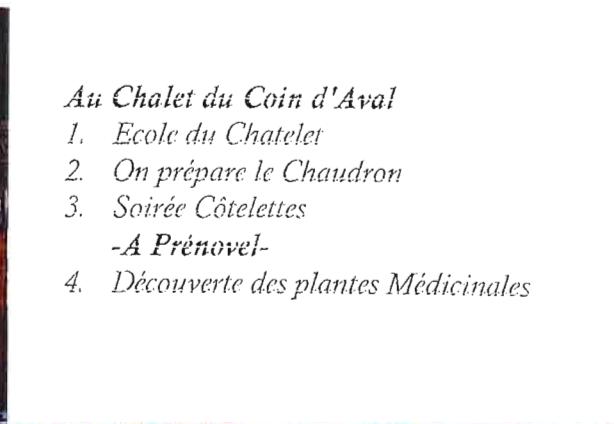 Au Chalet du Coin d'Aval
1. Ecole du Chatelet
2. On prépare le Chaudron
3. Soirée Côtelettes
-A Prénovel-
4. Découverte des plantes Médicinales